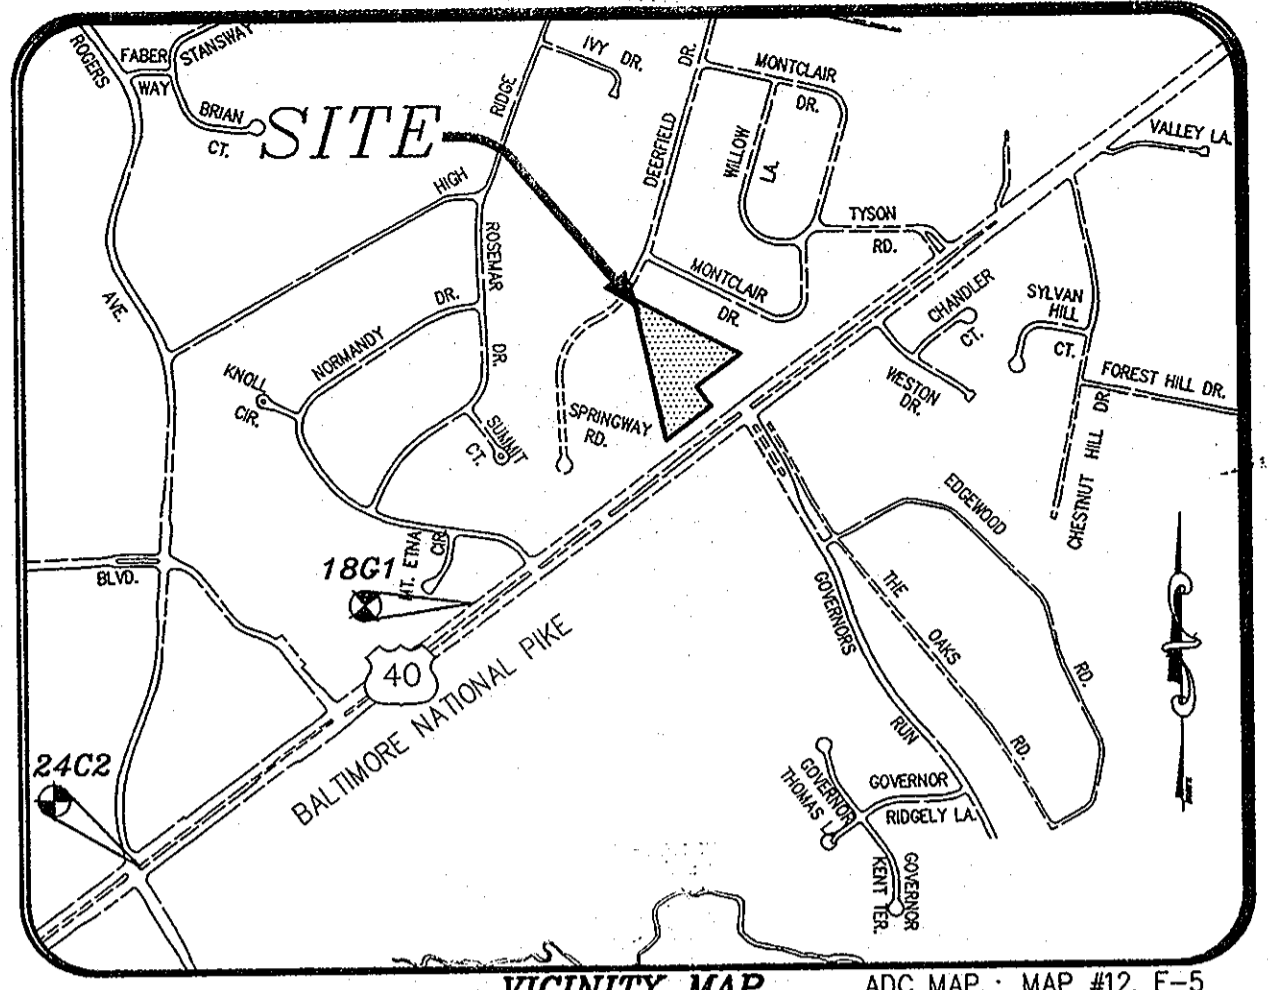 ROGERS
FABER
WAY
STANSWAY
BRIAN
CT.
SITE
RIDGE
IVY DR.
DEERFIELD DR.
MONTCLAIR
DR.
WILLOW
LA.
VALLEY LA.
HIGH
ROSEMAR
DR.
TYSON
RD.
MONTCLAIR
DR.
AVE.
NORMANDY DR.
KNOLL
CIR.
SUMMIT
CT.
SPRINGWAY
RD.
CHANDLER
CT.
WESTON
DR.
SYLVAN
HILL
CT.
FOREST HILL DR.
CHESTNUT HILL DR.
EDGEWOOD
RD.
BLVD.
18G1
MT. ETNA
CIR.
40
BALTIMORE NATIONAL PIKE
GOVERNORS
RUN
THE OAKS
RD.
24C2
GOVERNOR
THOMAS
GOVERNOR
RIDGELY LA.
GOVERNOR
KENT TER.
VICINITY MAP
ADC MAP : MAP #12, F-5